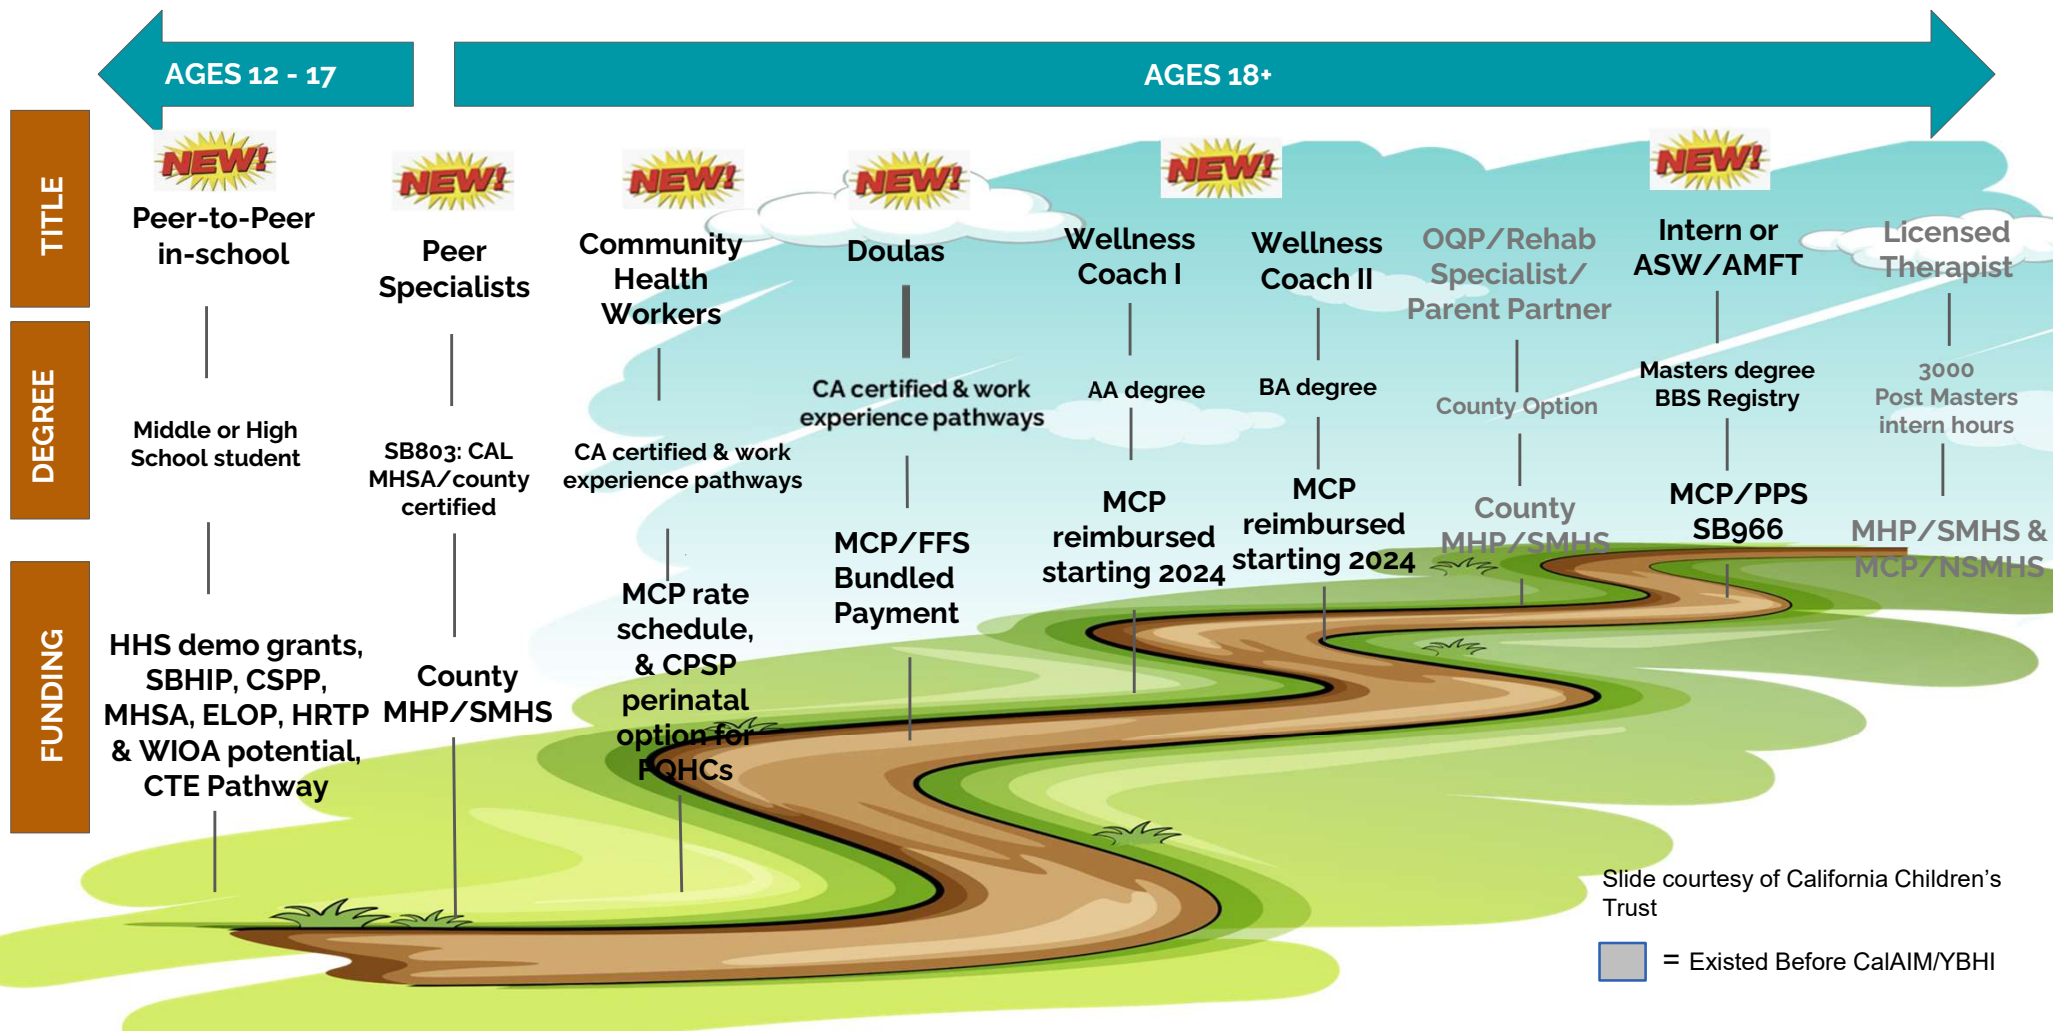 AGES 12 - 17
AGES 18+
TITLE
DEGREE
FUNDING
NEW!
Peer-to-Peer
in-school
Middle or High
School student
HHS demo grants,
SBHIP, CSPP,
MHSA, ELOP, HRTP
& WIOA potential,
CTE Pathway
NEW!
Peer
Specialists
SB803: CAL
MHSA/county
certified
County
MHP/SMHS
NEW!
Community
Health
Workers
CA certified & work
experience pathways
MCP rate
schedule,
& CPSP
perinatal
option for
FQHCs
NEW!
Doulas
CA certified & work
experience pathways
MCP/FFS
Bundled
Payment
NEW!
Wellness
Coach I
AA degree
MCP
reimbursed
starting 2024
Wellness
Coach II
BA degree
MCP
reimbursed
starting 2024
OQP/Rehab
Specialist/
Parent Partner
County Option
County
MHP/SMHS
NEW!
Intern or
ASW/AMFT
Masters degree
BBS Registry
MCP/PPS
SB966
Licensed
Therapist
3000
Post Masters
intern hours
MHP/SMHS &
MCP/NSMHS
Slide courtesy of California Children's
Trust
= Existed Before CalAIM/YBHI